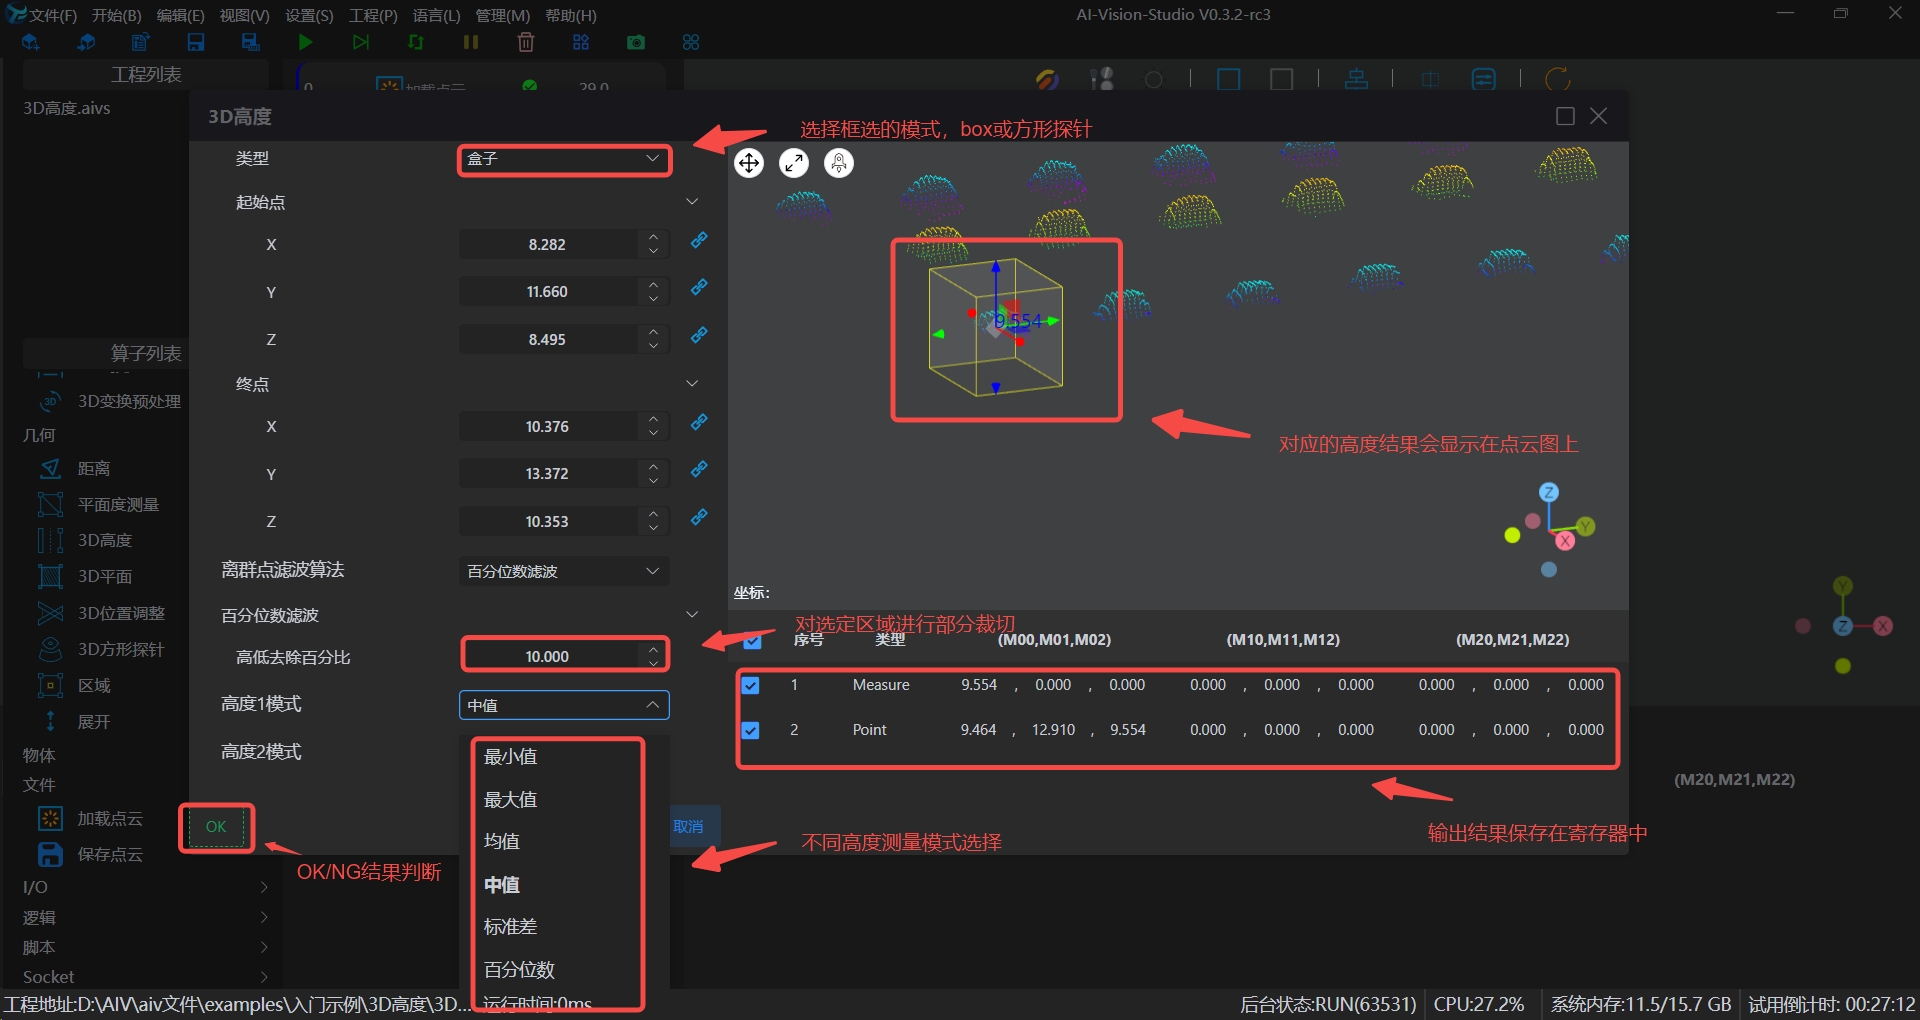 文件(F) 开始(B) 编辑(E) 视图(V) 设置(S) 工程(P) 语言(L) 管理(M) 帮助(H)
AI-Vision-Studio V0.3.2-rc3
工程列表
3D高度.aivs
0 加载点云 29.0
3D高度
选择框选的模式，box或方形探针
类型 盒子
起始点
X 8.282
Y 11.660
Z 8.495
终点
X 10.376
Y 13.372
Z 10.353
离群点滤波算法 百分位数滤波
百分位数滤波
高低去除百分比 10.000
高度1模式 中值
高度2模式
最小值
最大值
均值
中值
标准差
百分位数
运行时间:0ms
OK
取消
OK/NG结果判断
不同高度测量模式选择
对选定区域进行部分裁切
9.554
对应的高度结果会显示在点云图上
Z
Y
X
坐标:
序号 类型 (M00,M01,M02) (M10,M11,M12) (M20,M21,M22)
1 Measure 9.554 , 0.000 , 0.000 0.000 , 0.000 , 0.000 0.000 , 0.000 , 0.000
2 Point 9.464 , 12.910 , 9.554 0.000 , 0.000 , 0.000 0.000 , 0.000 , 0.000
输出结果保存在寄存器中
Y
Z X
(M20,M21,M22)
算子列表
3D变换预处理
几何
距离
平面度测量
3D高度
3D平面
3D位置调整
3D方形探针
区域
展开
物体
文件
加载点云
保存点云
I/O
逻辑
脚本
Socket
工程地址:D:\AIV\aiv文件\examples\入门示例\3D高度\3D...
后台状态:RUN(63531) CPU:27.2% 系统内存:11.5/15.7 GB 试用倒计时: 00:27:12